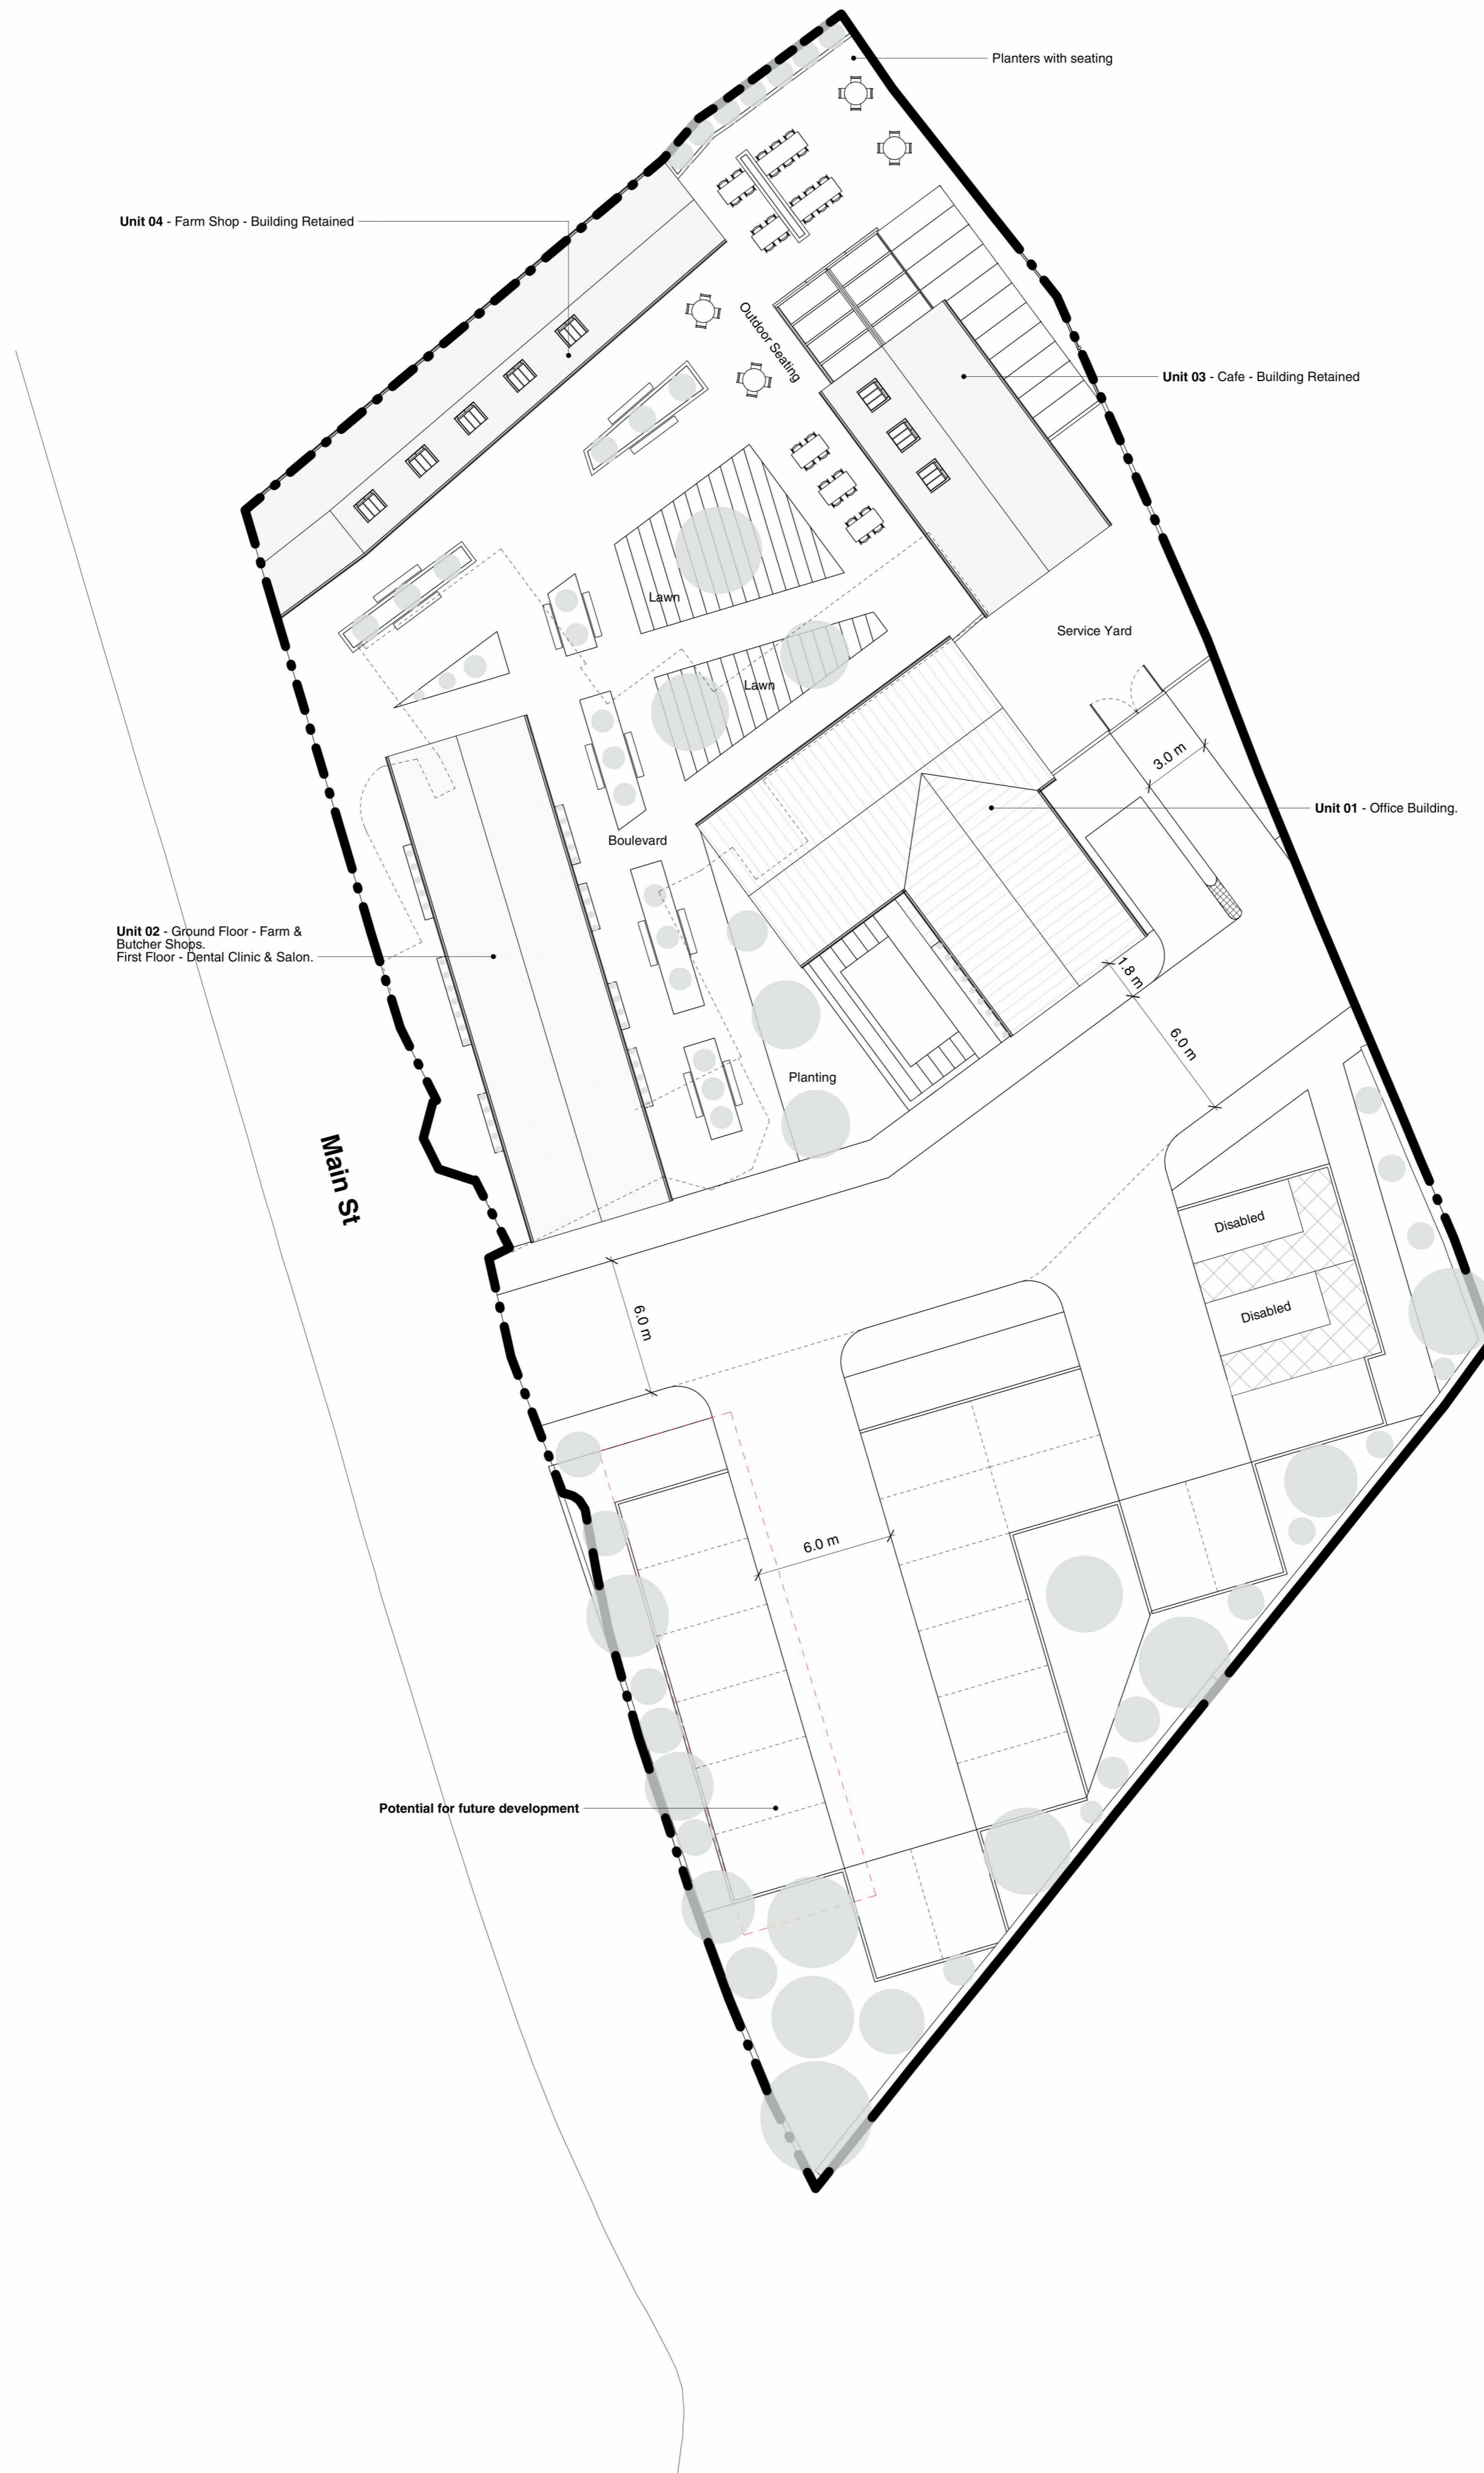 Planters with seating
Unit 04 - Farm Shop - Building Retained
Outdoor Seating
Unit 03 - Cafe - Building Retained
Lawn
Service Yard
Lawn
3.0 m
Unit 01 - Office Building.
Boulevard
Unit 02 - Ground Floor - Farm &
Butcher Shops.
First Floor - Dental Clinic & Salon.
1.8 m
6.0 m
Planting
Main St
Disabled
Disabled
6.0 m
6.0 m
Potential for future development